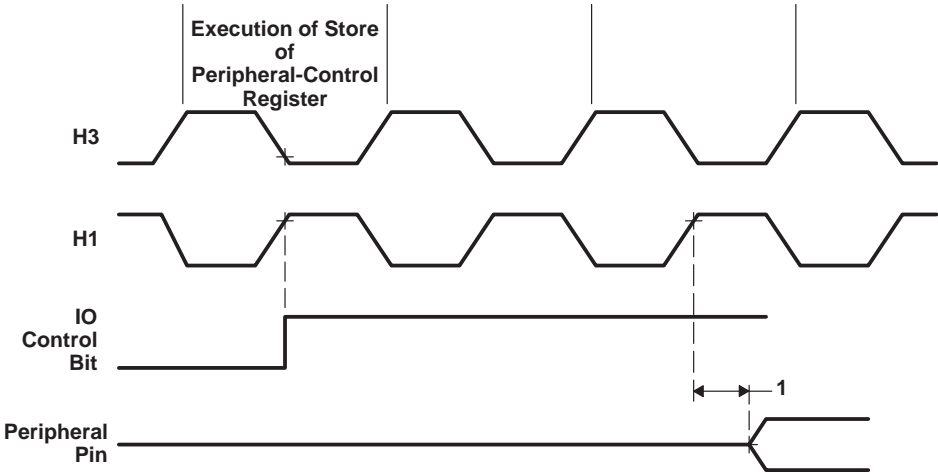 Execution of Store
of
Peripheral-Control
Register
H3
H1
IO
Control
Bit
1
Peripheral
Pin